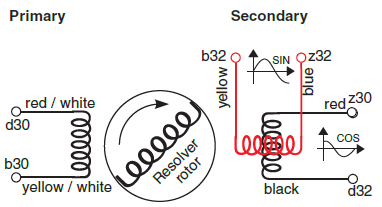 Primary
Secondary
b32
SIN
z32
yellow
blue
red / white
d30
b30
yellow / white
Resolver
rotor
red
z30
COS
black
d32